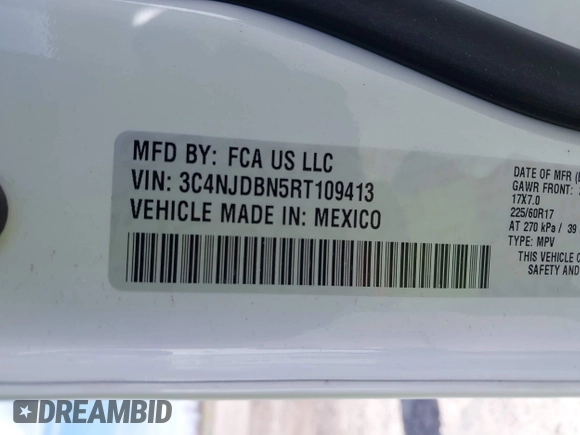 MFD BY: FCA US LLC
VIN: 3C4NJDBN5RT109413
VEHICLE MADE IN: MEXICO
DATE OF MFR
GAWR FRONT:
17X7.0
225/60R17
AT 270 kPa / 39
TYPE: MPV
THIS VEHICLE
SAFETY AND
DREAMBID